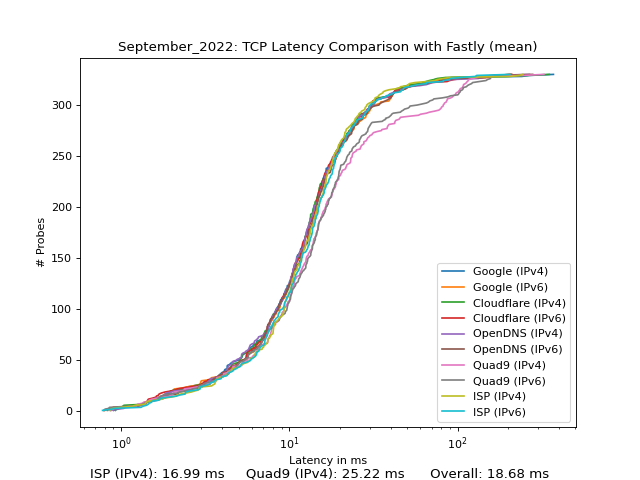 September_2022: TCP Latency Comparison with Fastly (mean)
# Probes
300
250
200
150
100
50
0
Google (IPv4)
Google (IPv6)
Cloudflare (IPv4)
Cloudflare (IPv6)
OpenDNS (IPv4)
OpenDNS (IPv6)
Quad9 (IPv4)
Quad9 (IPv6)
ISP (IPv4)
ISP (IPv6)
10⁰ 10¹ 10²
Latency in ms
ISP (IPv4): 16.99 ms Quad9 (IPv4): 25.22 ms Overall: 18.68 ms